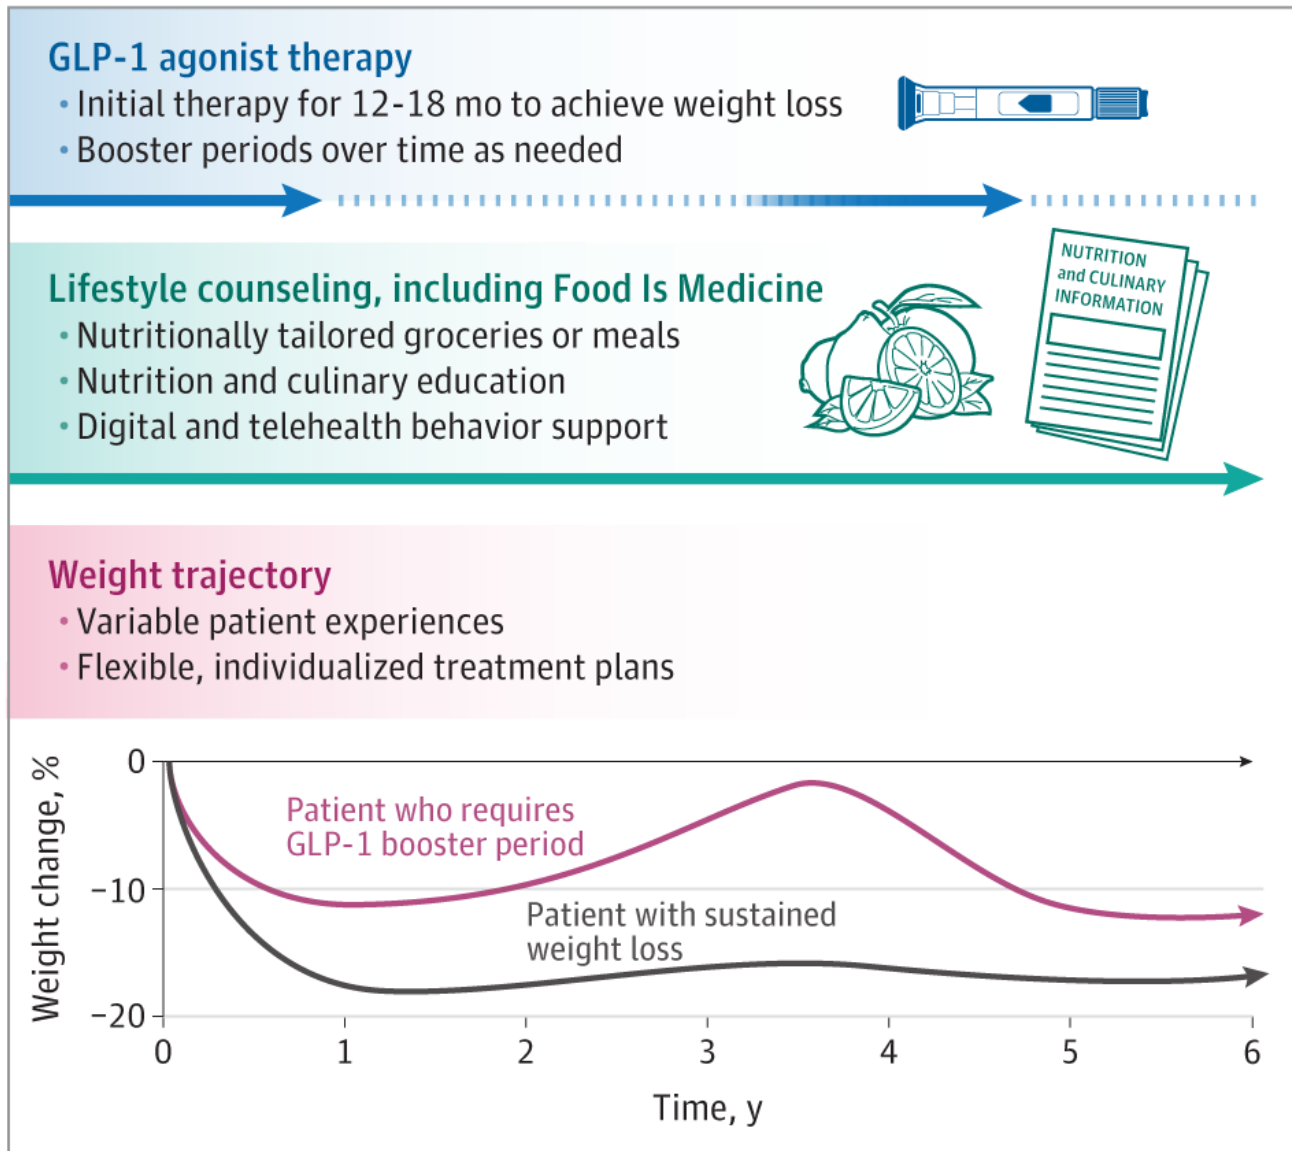 GLP-1 agonist therapy
• Initial therapy for 12-18 mo to achieve weight loss
• Booster periods over time as needed
Lifestyle counseling, including Food Is Medicine
• Nutritionally tailored groceries or meals
• Nutrition and culinary education
• Digital and telehealth behavior support
NUTRITION
and CULINARY
INFORMATION
Weight trajectory
• Variable patient experiences
• Flexible, individualized treatment plans
Weight change, %
0
−10
−20
Patient who requires
GLP-1 booster period
Patient with sustained
weight loss
0 1 2 3 4 5 6
Time, y